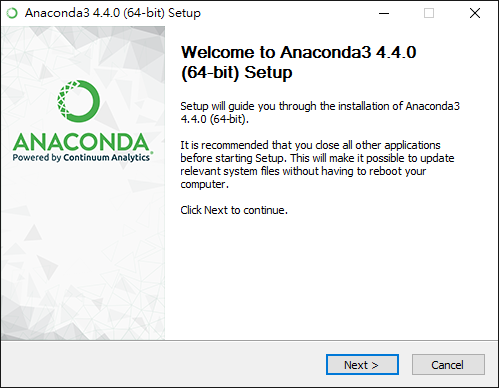 Anaconda3 4.4.0 (64-bit) Setup
Welcome to Anaconda3 4.4.0
(64-bit) Setup
Setup will guide you through the installation of Anaconda3
4.4.0 (64-bit).
It is recommended that you close all other applications
before starting Setup. This will make it possible to update
relevant system files without having to reboot your
computer.
Click Next to continue.
ANACONDA
Powered by Continuum Analytics
Next >
Cancel